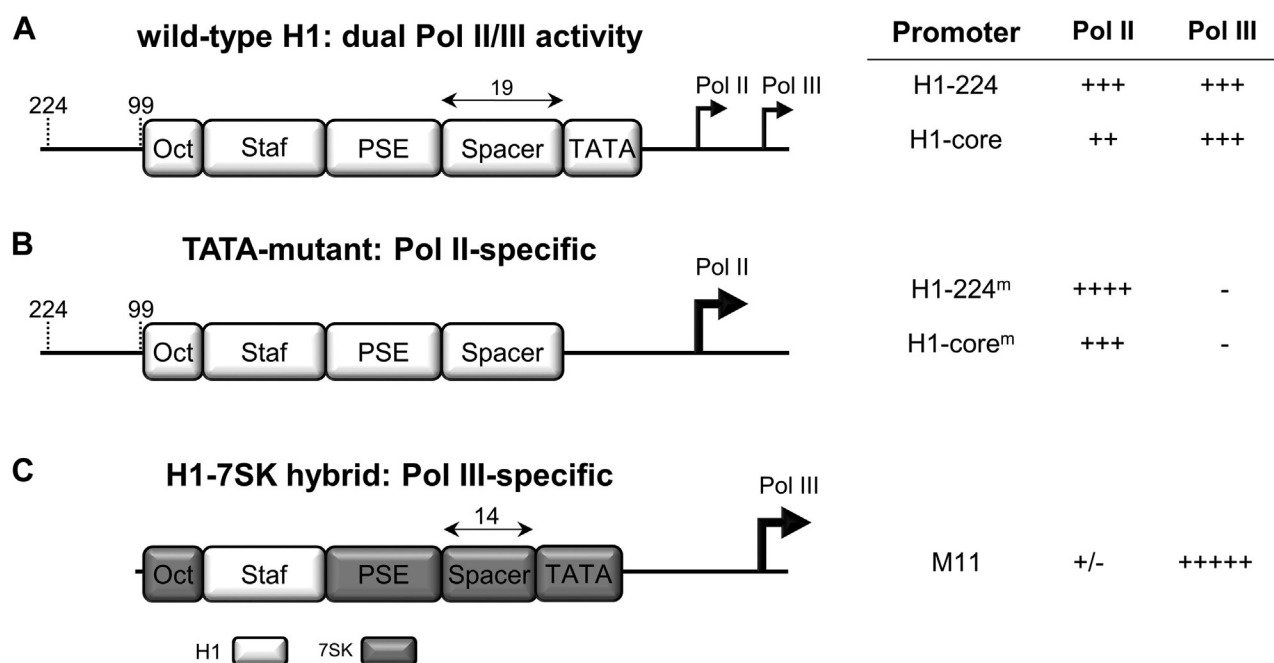 A
wild-type H1: dual Pol II/III activity
224
99
19
Pol II
Pol III
Oct
Staf
PSE
Spacer
TATA
Promoter Pol II Pol III
H1-224 +++ +++
H1-core ++ +++
B
TATA-mutant: Pol II-specific
224
99
Pol II
Oct
Staf
PSE
Spacer
H1-224ᵐ ++++ -
H1-coreᵐ +++ -
C
H1-7SK hybrid: Pol III-specific
14
Pol III
Oct
Staf
PSE
Spacer
TATA
M11 +/- +++++
H1
7SK